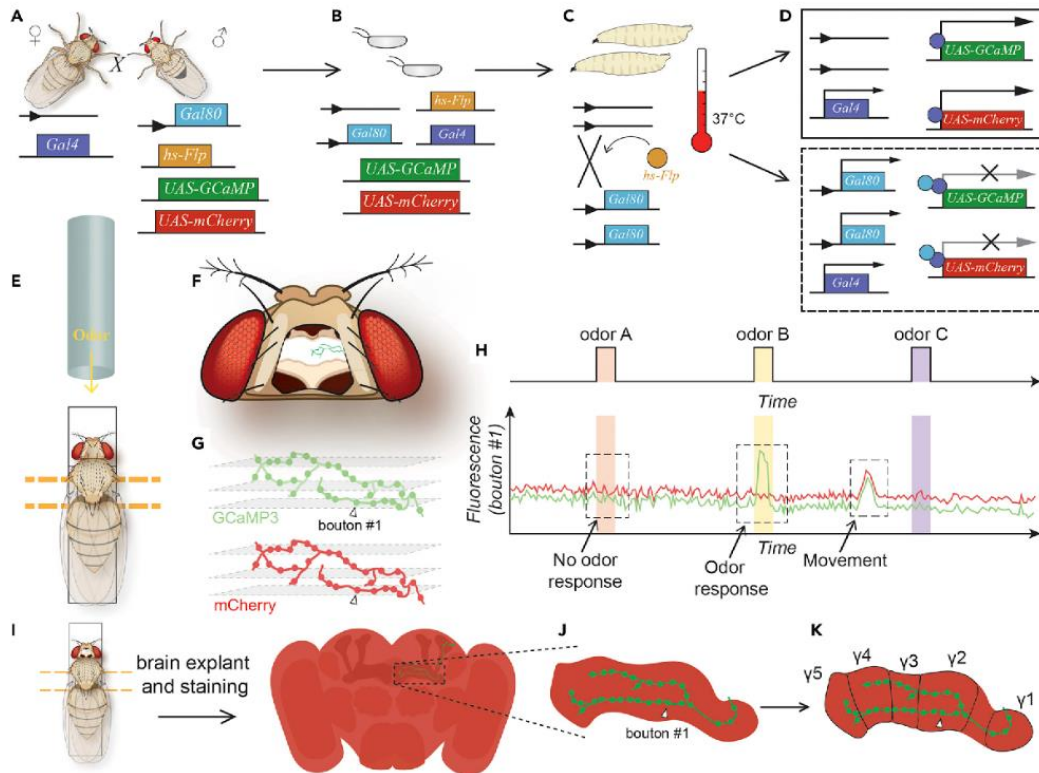 A
♀
♂
X
Gal80
Gal4
hs-Flp
UAS-GCaMP
UAS-mCherry
B
hs-Flp
Gal80
Gal4
UAS-GCaMP
UAS-mCherry
C
37°C
hs-Flp
Gal80
Gal80
D
UAS-GCaMP
Gal4
UAS-mCherry
Gal80
UAS-GCaMP
Gal80
Gal4
UAS-mCherry
E
Odor
F
G
GCaMP3
bouton #1
mCherry
H
odor A
odor B
odor C
Time
Fluorescence
(bouton #1)
Time
No odor
response
Odor
response
Movement
I
brain explant
and staining
J
bouton #1
K
γ5
γ4
γ3
γ2
γ1